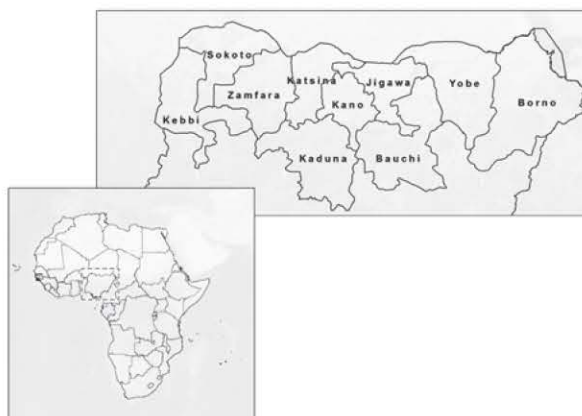 Sokoto
Katsina Jigawa Yobe
Zamfara Kano Borno
Kebbi
Kaduna Bauchi